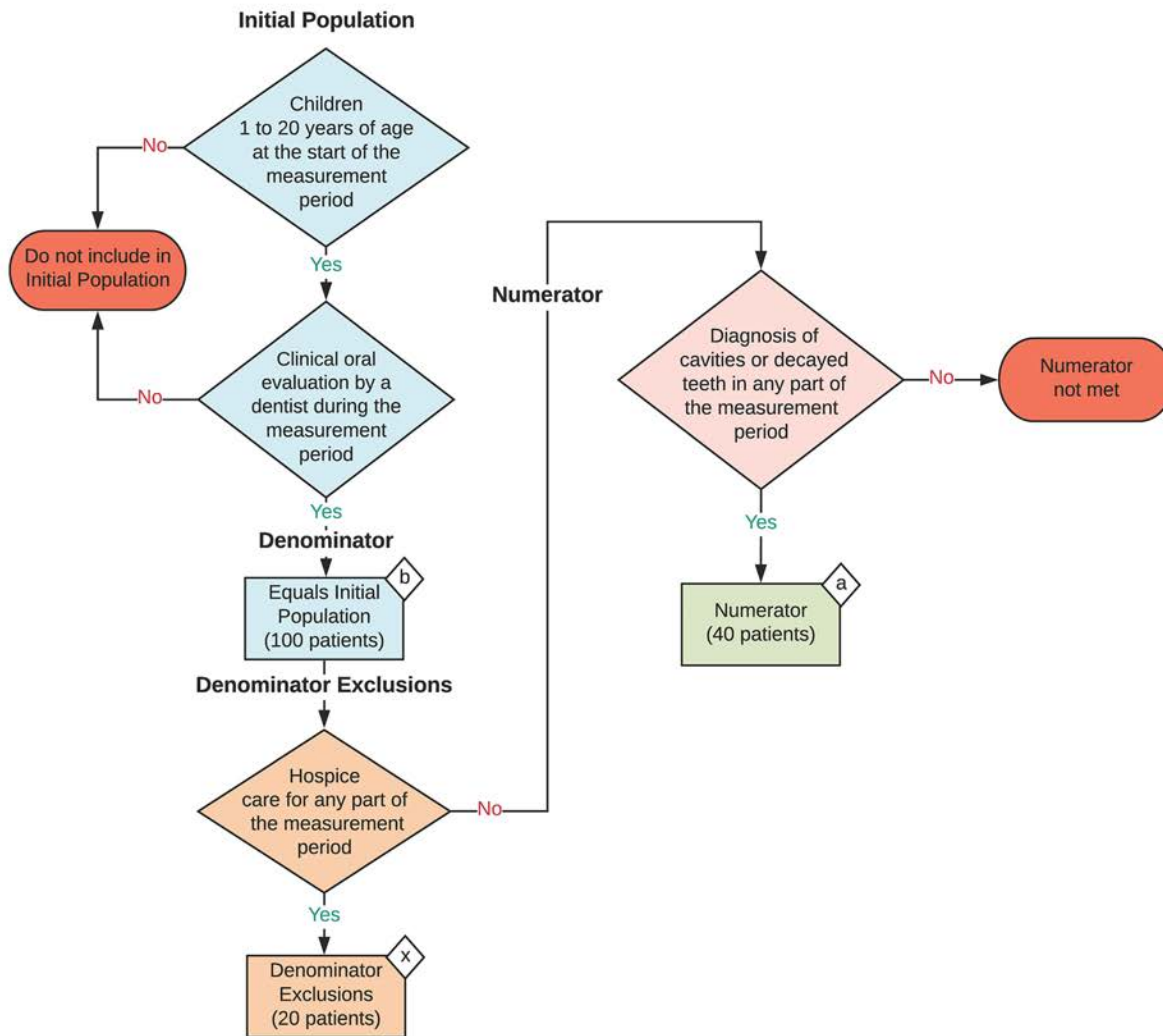 Initial Population
Children
1 to 20 years of age
at the start of the
measurement
period
No
Do not include in
Initial Population
Yes
Clinical oral
evaluation by a
dentist during the
measurement
period
No
Yes
Denominator
b
Equals Initial
Population
(100 patients)
Denominator Exclusions
Hospice
care for any part of
the measurement
period
No
Yes
x
Denominator
Exclusions
(20 patients)
Numerator
Diagnosis of
cavities or decayed
teeth in any part of
the measurement
period
No
Numerator
not met
Yes
a
Numerator
(40 patients)